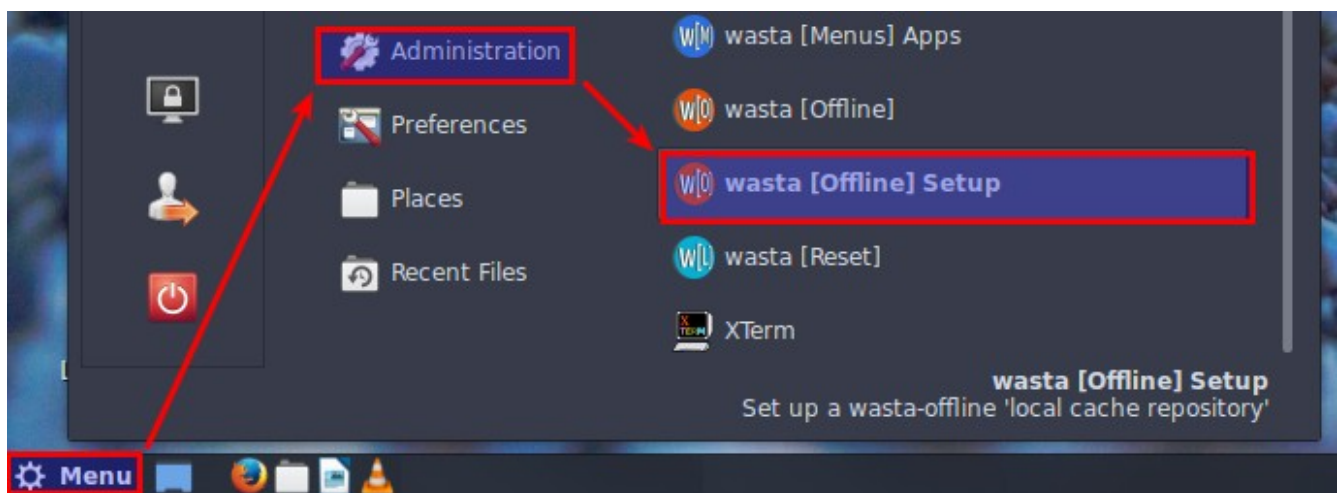 Administration
Preferences
Places
Recent Files
W[M] wasta [Menus] Apps
W[O] wasta [Offline]
W[O] wasta [Offline] Setup
W[L] wasta [Reset]
X TERM XTerm
wasta [Offline] Setup
Set up a wasta-offline 'local cache repository'
Menu